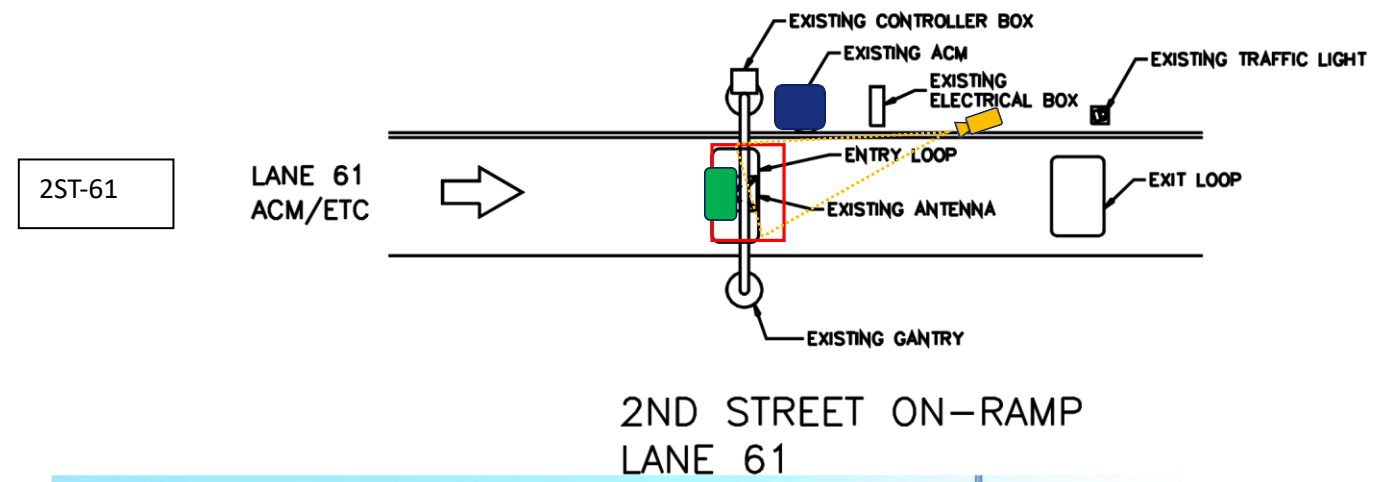 EXISTING CONTROLLER BOX
EXISTING ACM
EXISTING TRAFFIC LIGHT
EXISTING
ELECTRICAL BOX
2ST-61
LANE 61
ACM/ETC
ENTRY LOOP
EXIT LOOP
EXISTING ANTENNA
EXISTING GANTRY
2ND STREET ON-RAMP
LANE 61